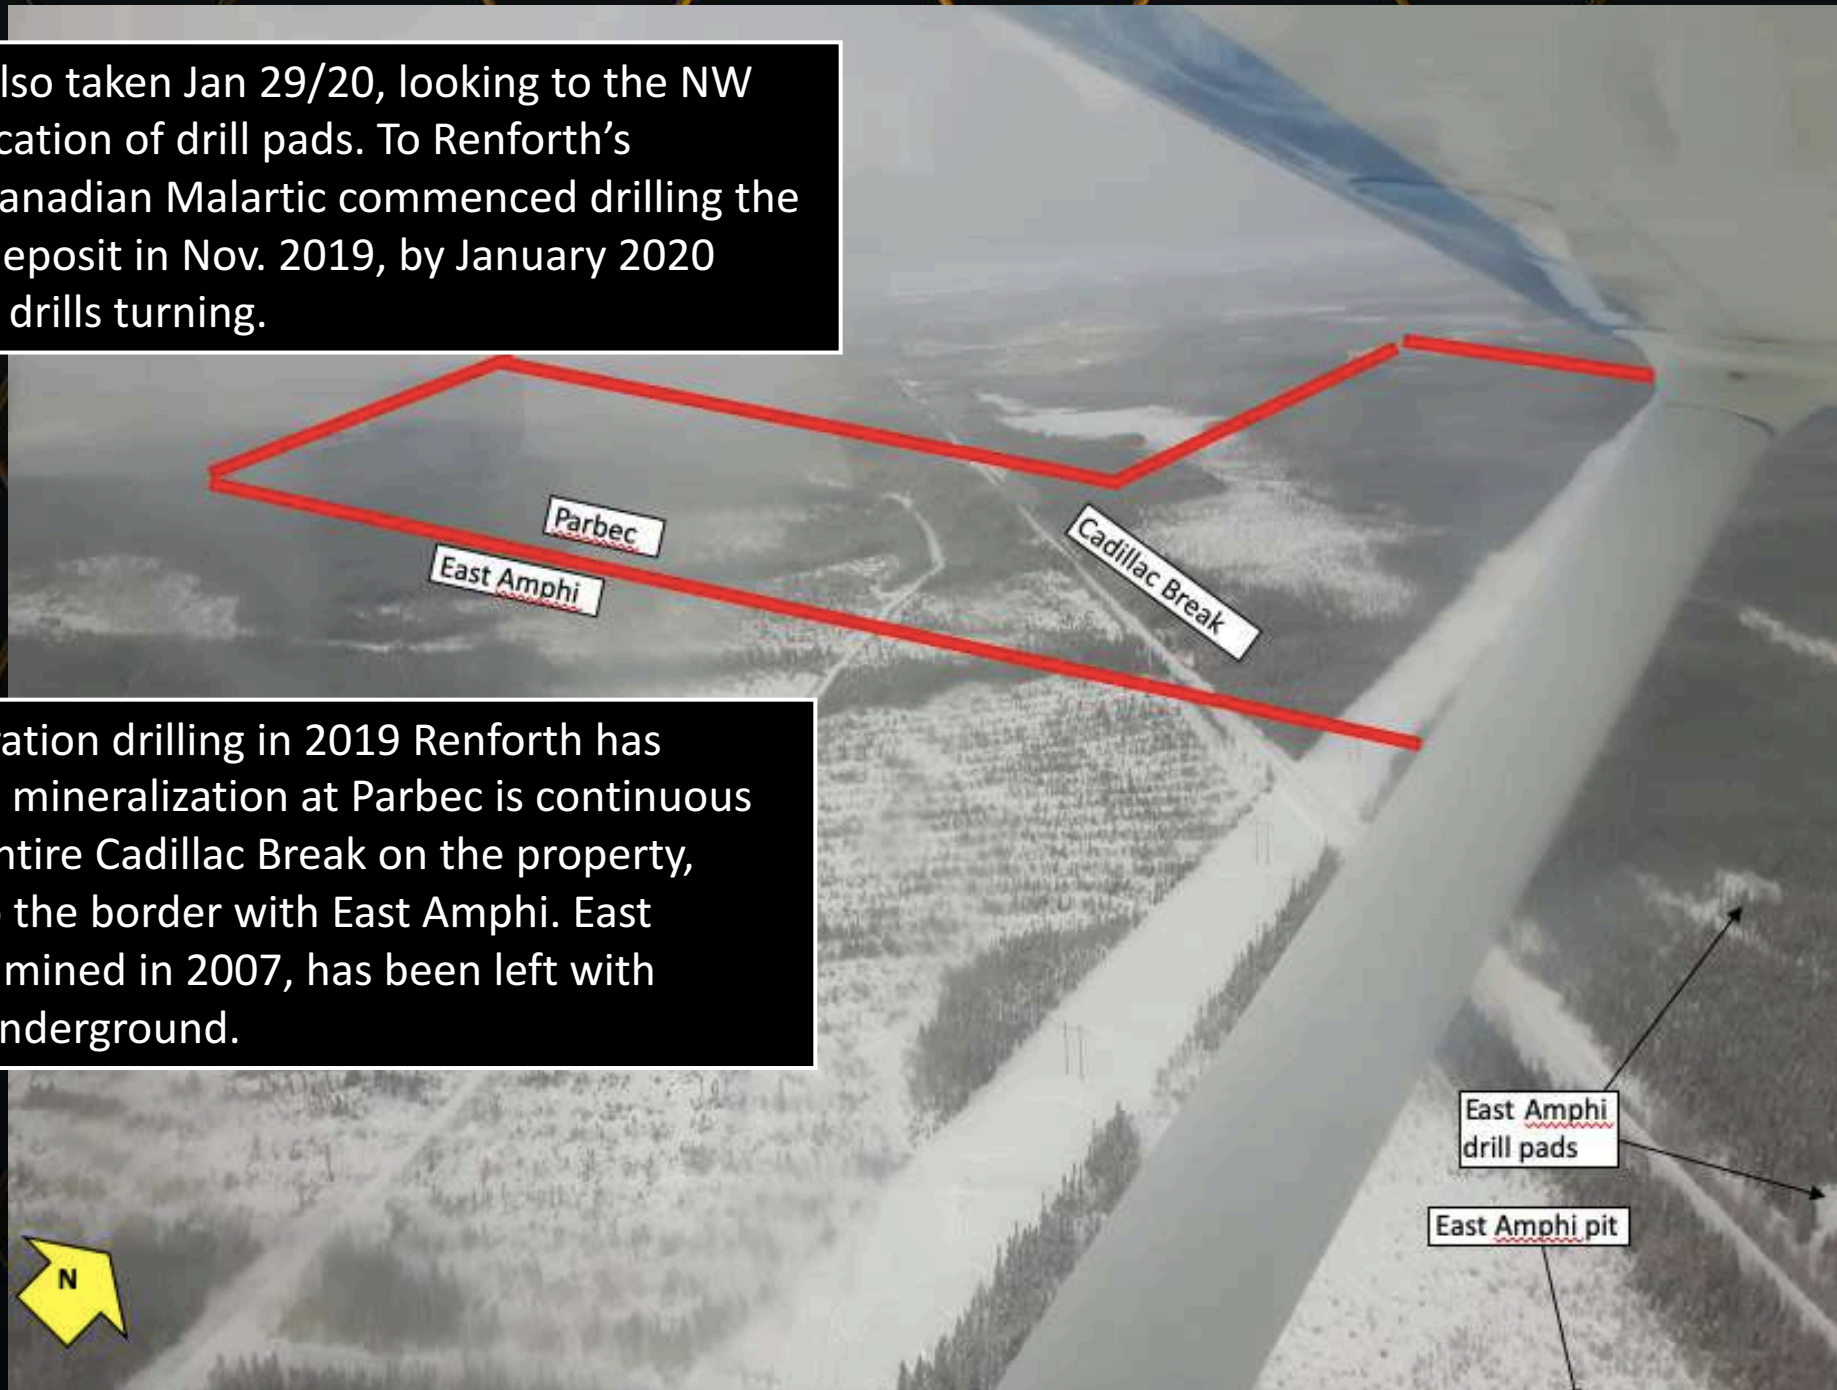 lso taken Jan 29/20, looking to the NW
cation of drill pads. To Renforth’s
anadian Malartic commenced drilling the
eposit in Nov. 2019, by January 2020
drills turning.
Parbec
East Amphi
Cadillac Break
ation drilling in 2019 Renforth has
mineralization at Parbec is continuous
ntire Cadillac Break on the property,
the border with East Amphi. East
mined in 2007, has been left with
nderground.
East Amphi
drill pads
East Amphi pit
N